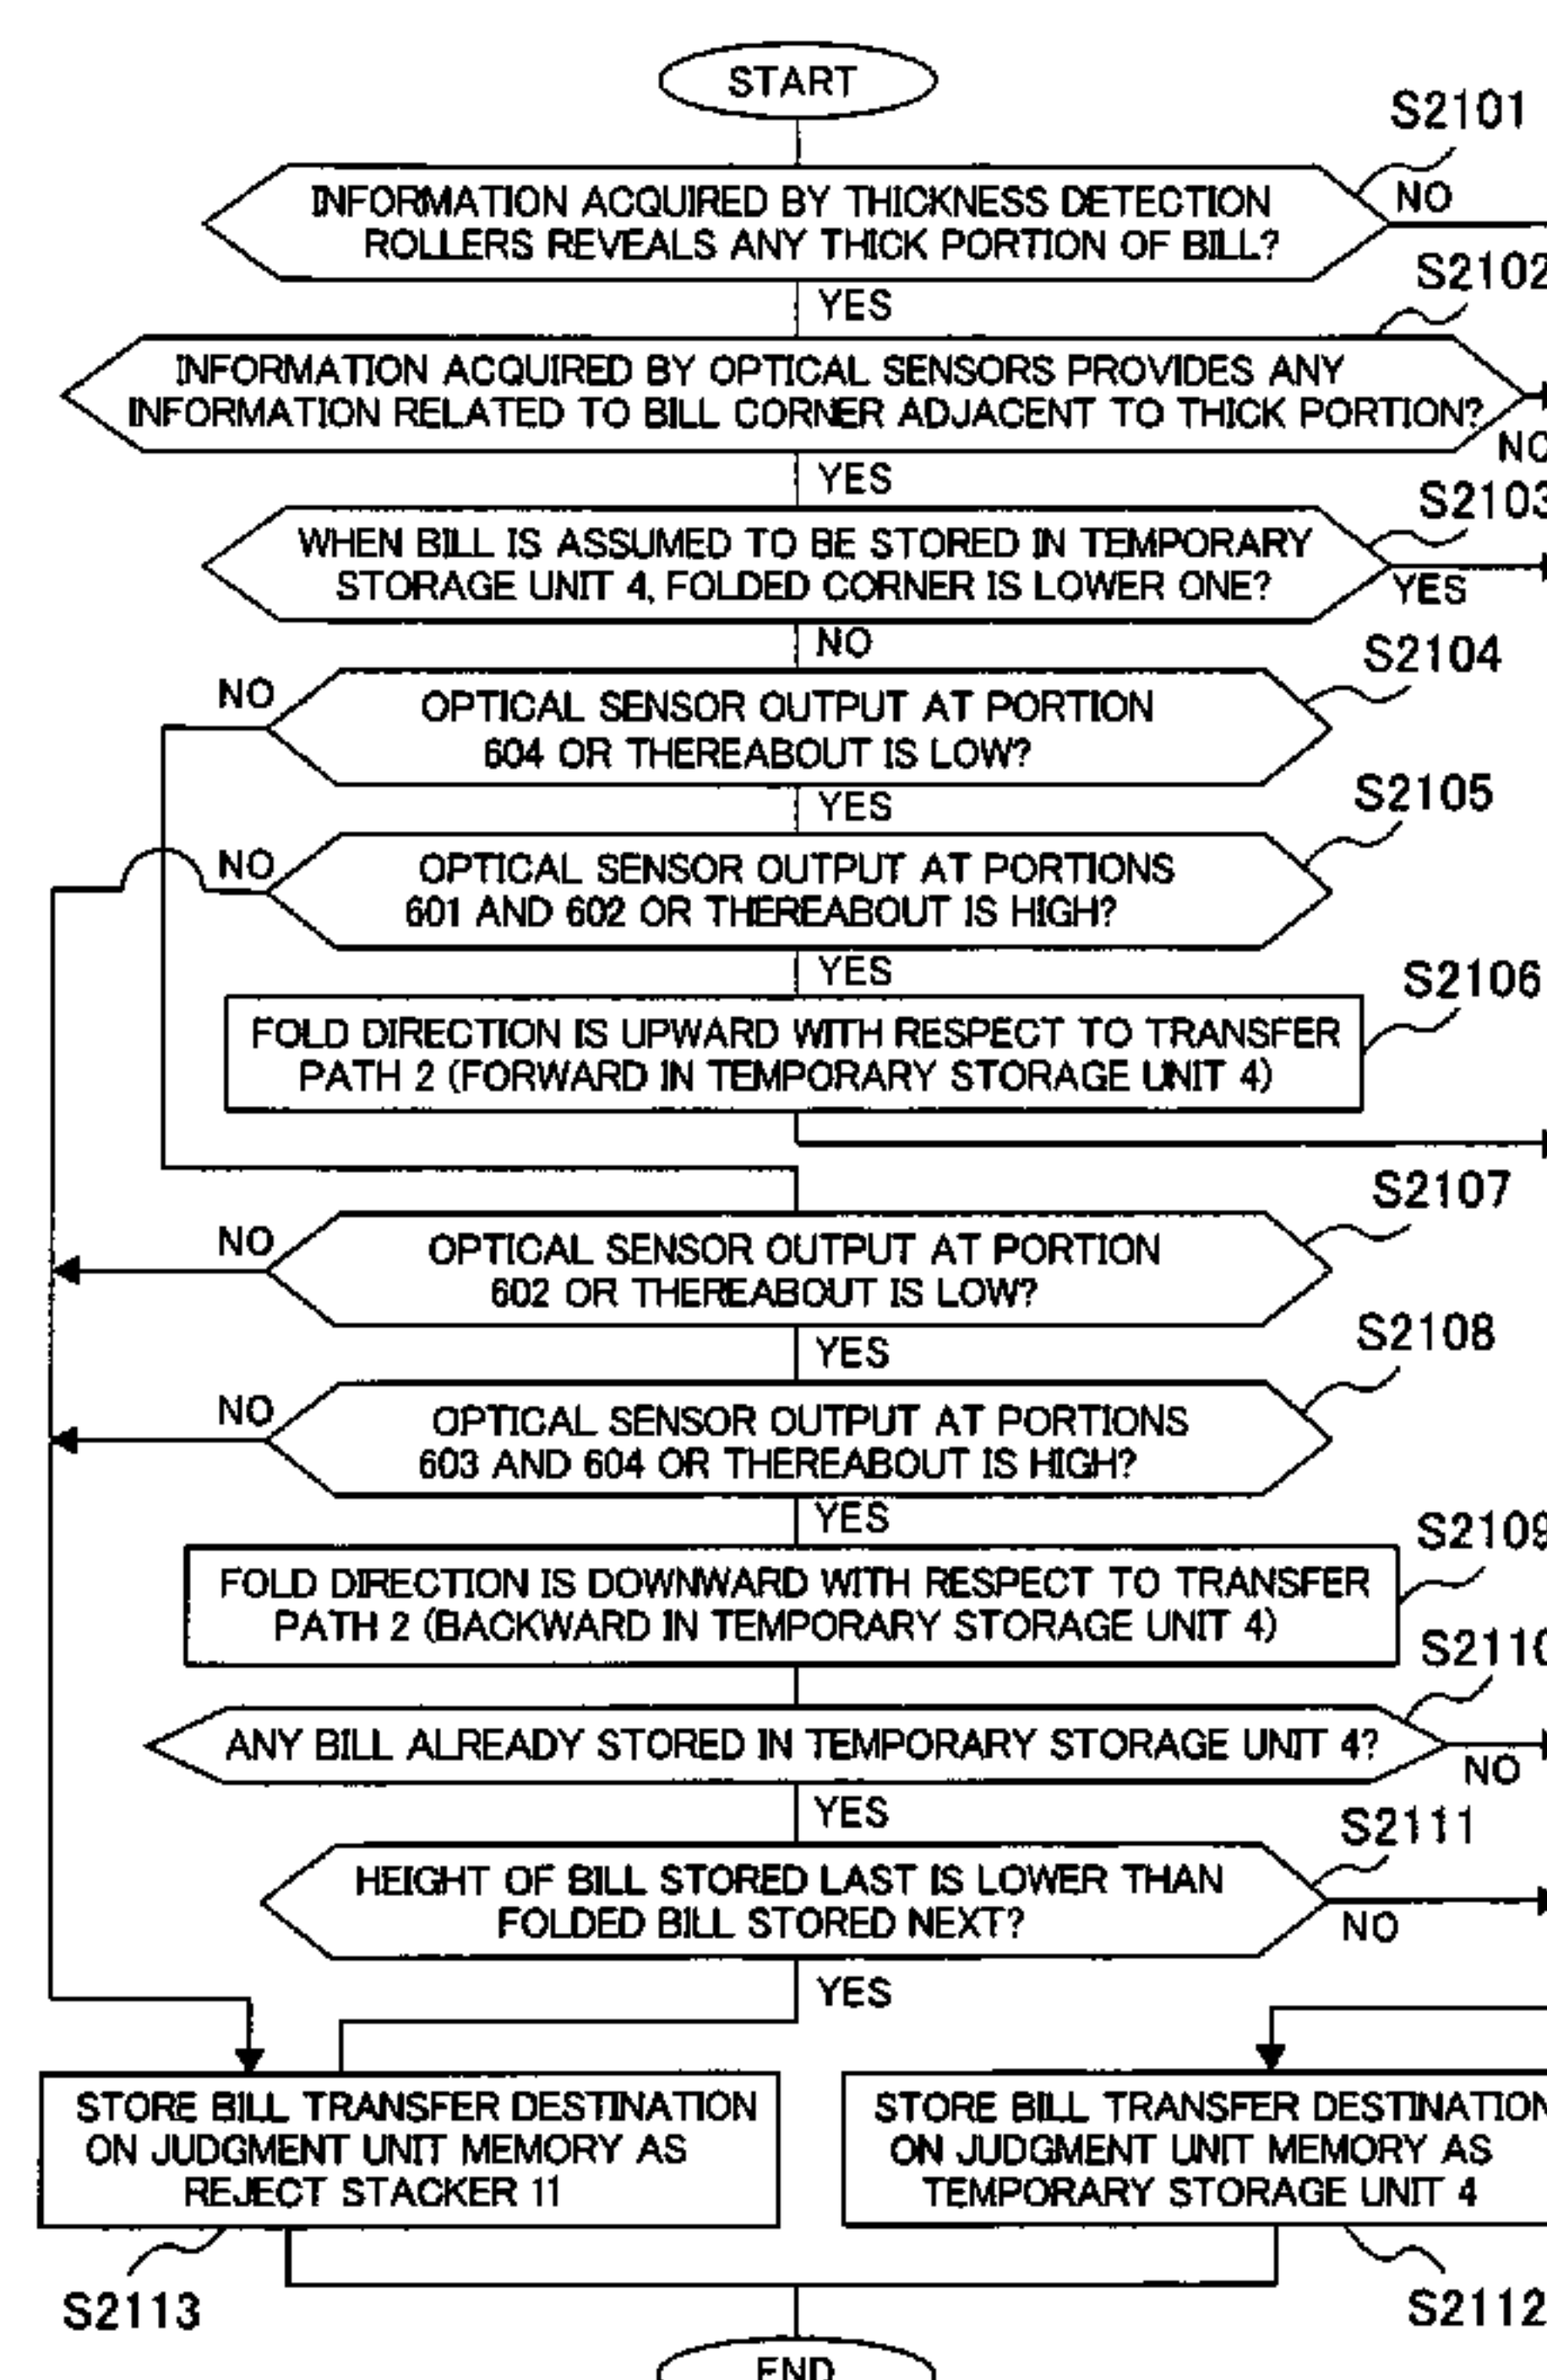 START
S2101
INFORMATION ACQUIRED BY THICKNESS DETECTION
ROLLERS REVEALS ANY THICK PORTION OF BILL?
NO
YES
S2102
INFORMATION ACQUIRED BY OPTICAL SENSORS PROVIDES ANY
INFORMATION RELATED TO BILL CORNER ADJACENT TO THICK PORTION?
NO
YES
S2103
WHEN BILL IS ASSUMED TO BE STORED IN TEMPORARY
STORAGE UNIT 4, FOLDED CORNER IS LOWER ONE?
YES
NO
S2104
NO
OPTICAL SENSOR OUTPUT AT PORTION
604 OR THEREABOUT IS LOW?
YES
S2105
NO
OPTICAL SENSOR OUTPUT AT PORTIONS
601 AND 602 OR THEREABOUT IS HIGH?
YES
S2106
FOLD DIRECTION IS UPWARD WITH RESPECT TO TRANSFER
PATH 2 (FORWARD IN TEMPORARY STORAGE UNIT 4)
S2107
NO
OPTICAL SENSOR OUTPUT AT PORTION
602 OR THEREABOUT IS LOW?
YES
S2108
NO
OPTICAL SENSOR OUTPUT AT PORTIONS
603 AND 604 OR THEREABOUT IS HIGH?
YES
S2109
FOLD DIRECTION IS DOWNWARD WITH RESPECT TO TRANSFER
PATH 2 (BACKWARD IN TEMPORARY STORAGE UNIT 4)
S2110
ANY BILL ALREADY STORED IN TEMPORARY STORAGE UNIT 4?
NO
YES
S2111
HEIGHT OF BILL STORED LAST IS LOWER THAN
FOLDED BILL STORED NEXT?
NO
YES
STORE BILL TRANSFER DESTINATION
ON JUDGMENT UNIT MEMORY AS
REJECT STACKER 11
STORE BILL TRANSFER DESTINATION
ON JUDGMENT UNIT MEMORY AS
TEMPORARY STORAGE UNIT 4
S2113
S2112
END